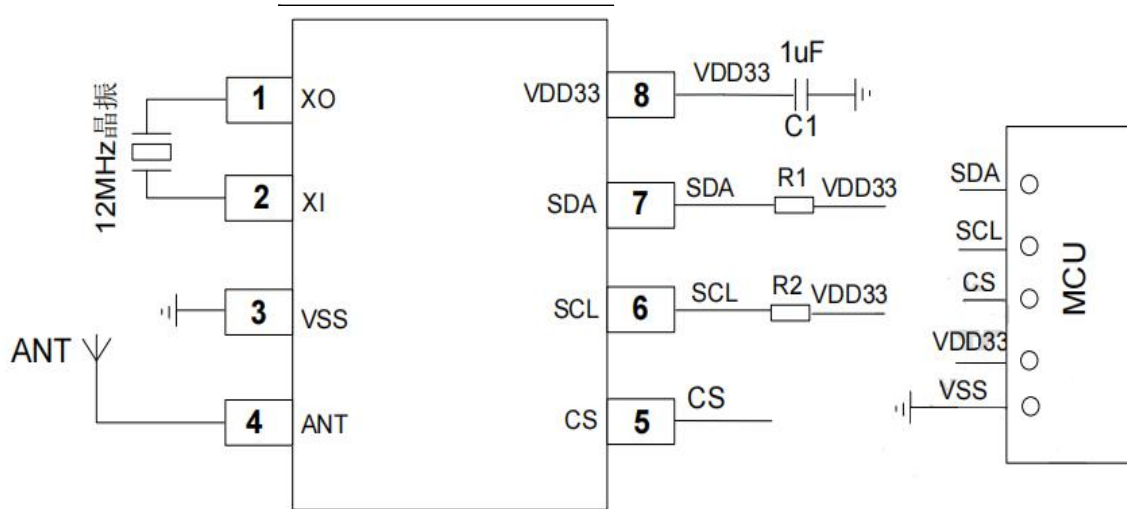 12MHz晶振
1
XO
2
XI
3
VSS
ANT
4
ANT
VDD33
8
VDD33
1uF
C1
SDA
7
SDA
R1
VDD33
SCL
6
SCL
R2
VDD33
CS
5
CS
SDA
SCL
CS
VDD33
VSS
MCU